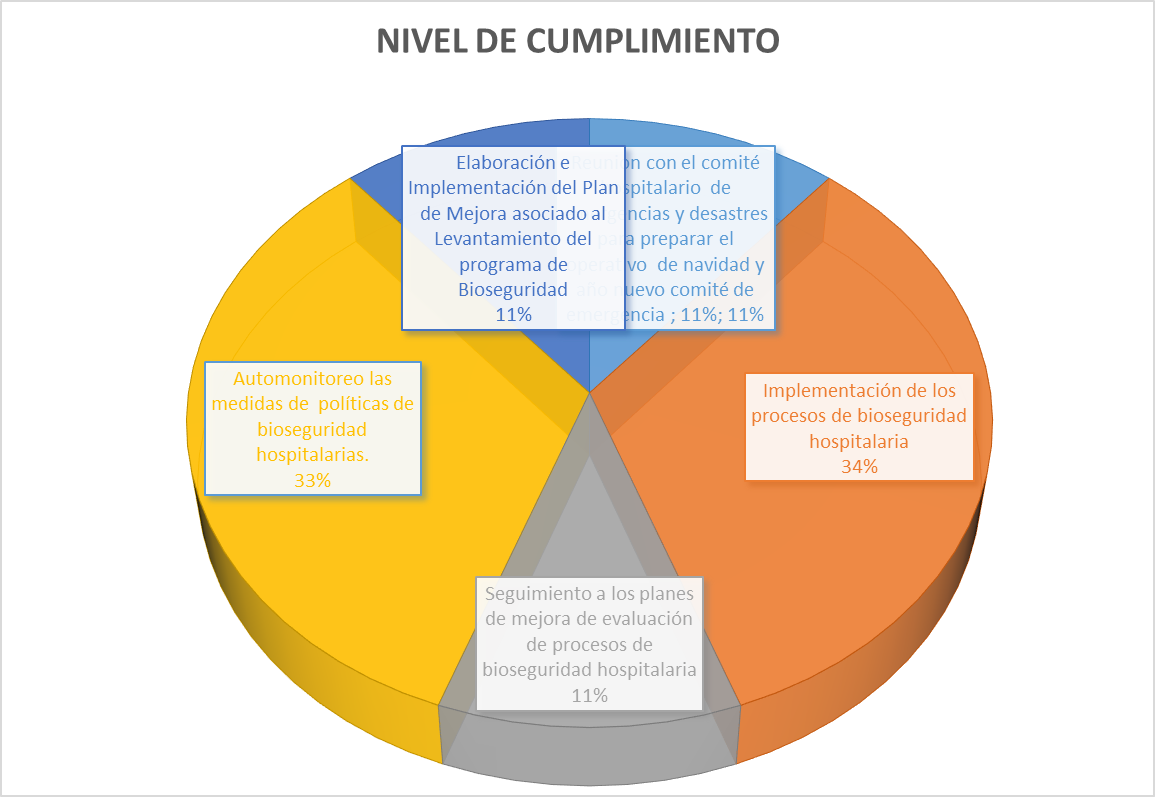 NIVEL DE CUMPLIMIENTO
Elaboración e
Implementación del Plan
de Mejora asociado al
Levantamiento del
programa de
Bioseguridad
11%
con el comité
de
y desastres
para preparar el
de navidad y
año nuevo comité de
; 11%; 11%
Automonitoreo las
medidas de políticas de
bioseguridad
hospitalarias.
33%
Implementación de los
procesos de bioseguridad
hospitalaria
34%
Seguimiento a los planes
de mejora de evaluación
de procesos de
bioseguridad hospitalaria
11%